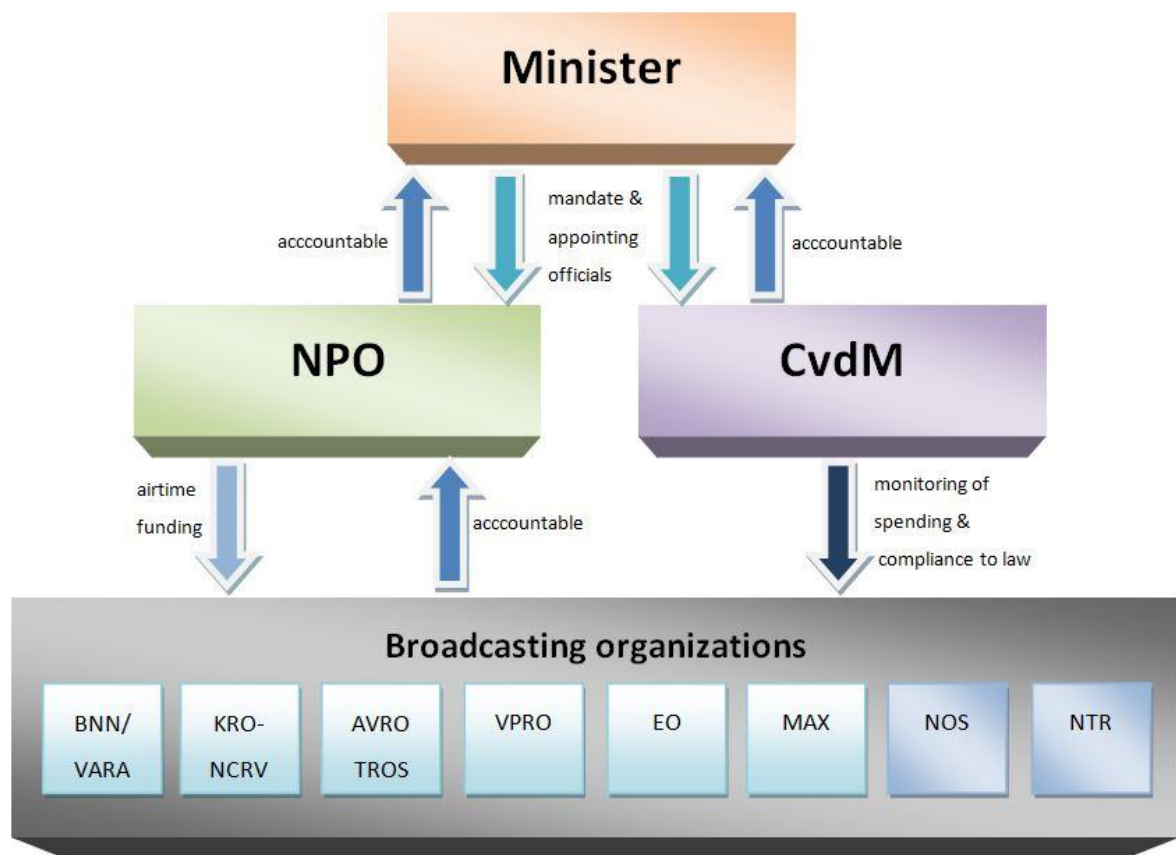 Minister
acccountable
mandate &
appointing
officials
acccountable
NPO
CvdM
airtime
funding
acccountable
monitoring of
spending &
compliance to law
Broadcasting organizations
BNN/
VARA
KRO-
NCRV
AVRO
TROS
VPRO
EO
MAX
NOS
NTR